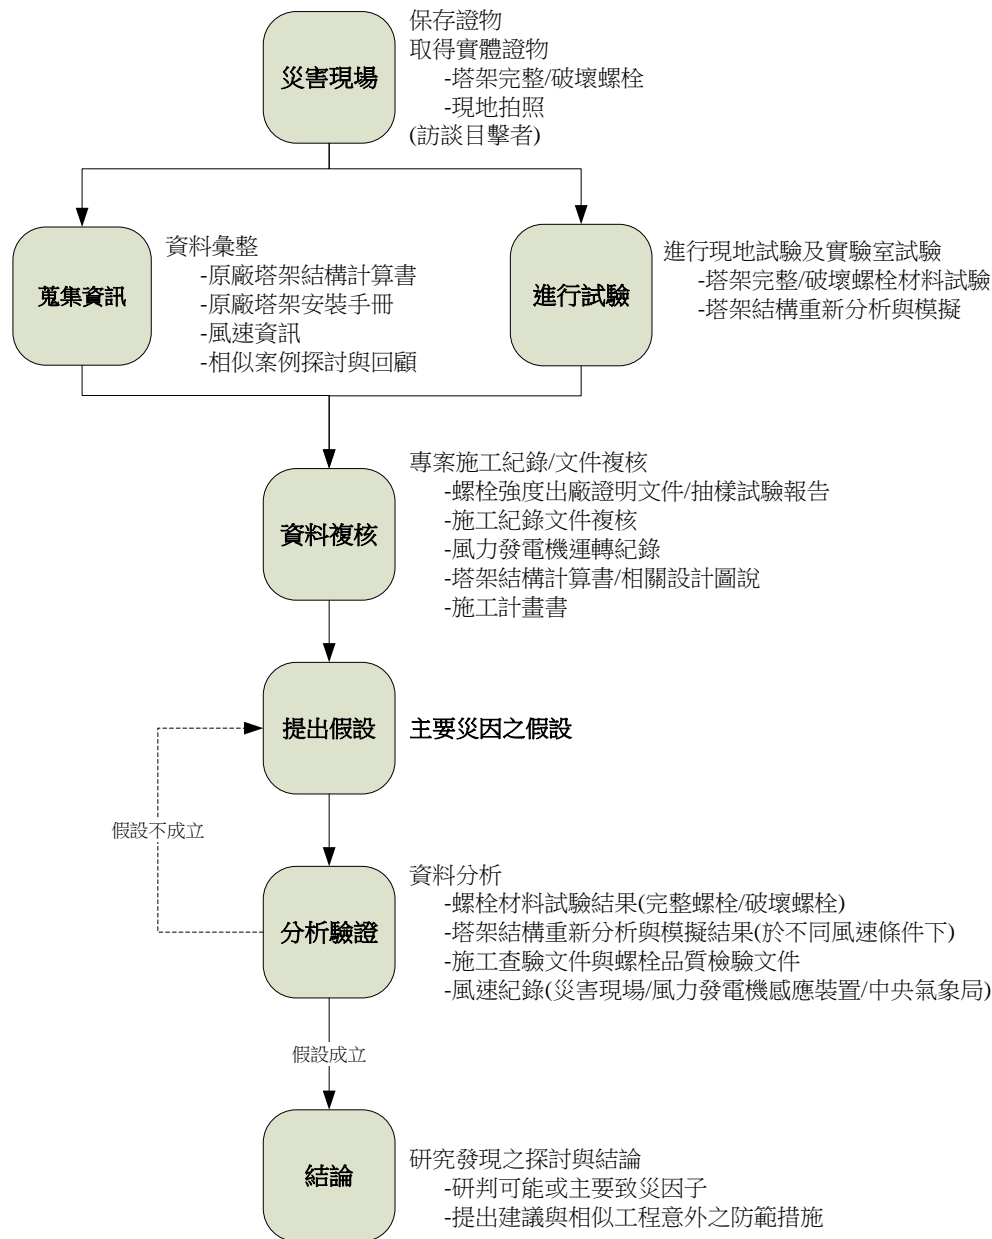 災害現場
保存證物
取得實體證物
-塔架完整/破壞螺栓
-現地拍照
(訪談目擊者)
蒐集資訊
資料彙整
-原廠塔架結構計算書
-原廠塔架安裝手冊
-風速資訊
-相似案例探討與回顧
進行試驗
進行現地試驗及實驗室試驗
-塔架完整/破壞螺栓材料試驗
-塔架結構重新分析與模擬
資料複核
專案施工紀錄/文件複核
-螺栓強度出廠證明文件/抽樣試驗報告
-施工紀錄文件複核
-風力發電機運轉紀錄
-塔架結構計算書/相關設計圖說
-施工計畫書
提出假設
主要災因之假設
假設不成立
分析驗證
資料分析
-螺栓材料試驗結果(完整螺栓/破壞螺栓)
-塔架結構重新分析與模擬結果(於不同風速條件下)
-施工查驗文件與螺栓品質檢驗文件
-風速紀錄(災害現場/風力發電機感應裝置/中央氣象局)
假設成立
結論
研究發現之探討與結論
-研判可能或主要致災因子
-提出建議與相似工程意外之防範措施